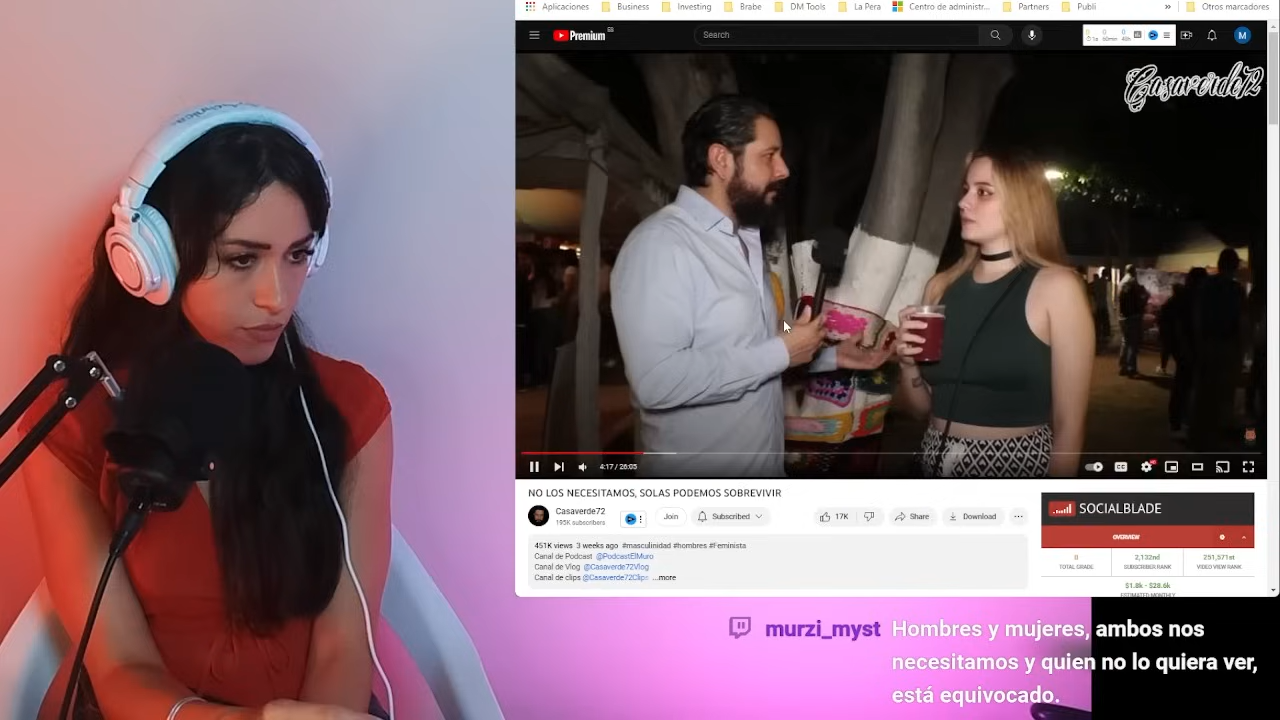 Aplicaciones Business Investing Brabe DM Tools La Pera Centro de administr... Partners Publi » Otros marcadores
Premium Search M
Casaverde72
4:17 / 26:05
NO LOS NECESITAMOS, SOLAS PODEMOS SOBREVIVIR
Casaverde72
195K subscribers
Join Subscribed 17K Share Download ...
451K views 3 weeks ago #masculinidad #hombres #Feminista
Canal de Podcast @PodcastElMuro
Canal de Vlog @Casaverde72Vlog
Canal de clips @Casaverde72Clips ...more
SOCIALBLADE
OVERVIEW
2,132nd 251,571st
TOTAL GRADE SUBSCRIBER RANK VIDEO VIEW RANK
$1.8k - $28.6k
murzi_myst Hombres y mujeres, ambos nos
necesitamos y quien no lo quiera ver,
está equivocado.